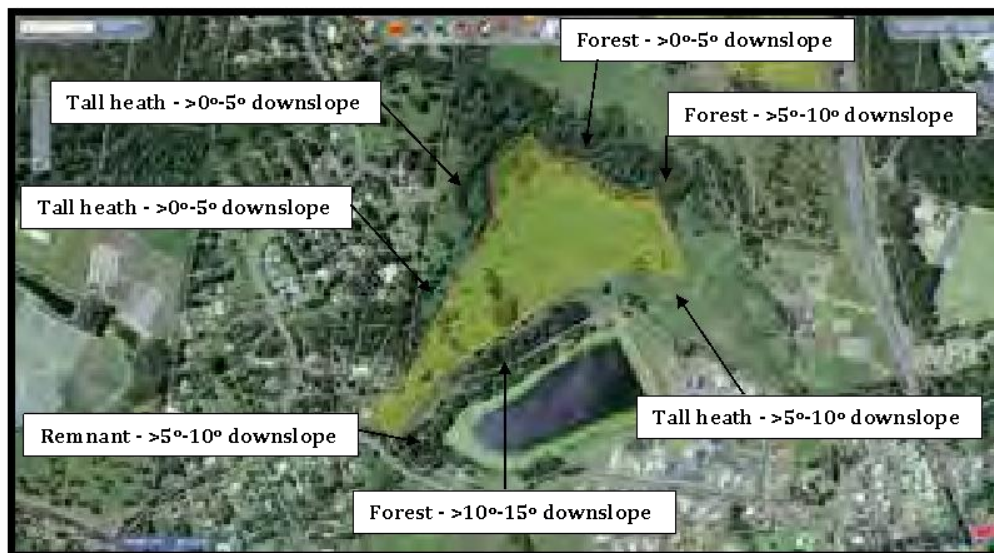 Forest - >0º-5º downslope
Tall heath - >0º-5º downslope
Forest - >5º-10º downslope
Tall heath - >0º-5º downslope
Tall heath - >5º-10º downslope
Remnant - >5º-10º downslope
Forest - >10º-15º downslope